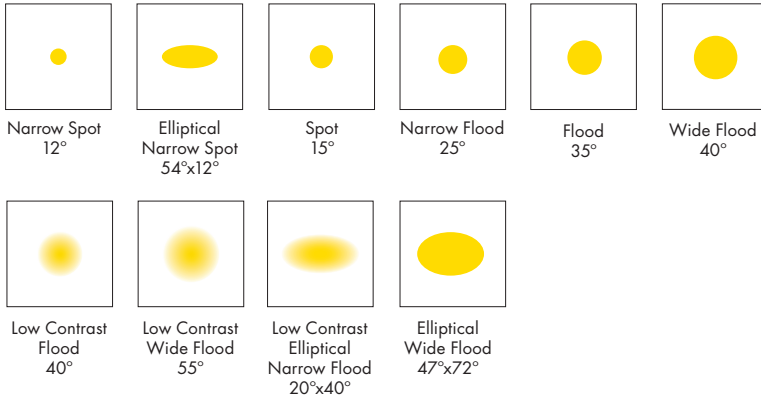 Narrow Spot
12°
Elliptical
Narrow Spot
54°x12°
Spot
15°
Narrow Flood
25°
Flood
35°
Wide Flood
40°
Low Contrast
Flood
40°
Low Contrast
Wide Flood
55°
Low Contrast
Elliptical
Narrow Flood
20°x40°
Elliptical
Wide Flood
47°x72°